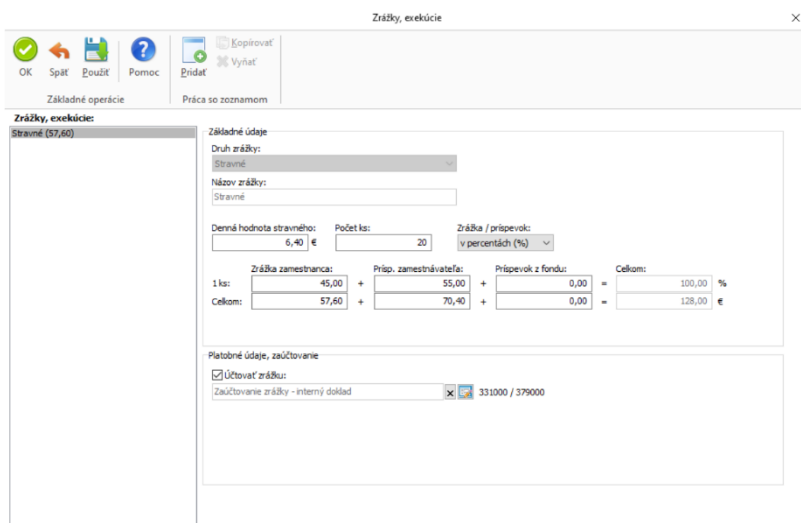 Zrážky, exekúcie
OK Späť Použiť Pomoc Pridať
Kopírovať
Vyňať
Základné operácie Práca so zoznamom
Zrážky, exekúcie:
Stravné (57,60)
Základné údaje
Druh zrážky:
Stravné
Názov zrážky:
Stravné
Denná hodnota stravného: Počet ks: Zrážka / príspevok:
6,40 € 20 v percentách (%)
Zrážka zamestnanca: Prísp. zamestnávateľa: Príspevok z fondu: Celkom:
1 ks: 45,00 + 55,00 + 0,00 = 100,00 %
Celkom: 57,60 + 70,40 + 0,00 = 128,00 €
Platobné údaje, zaúčtovanie
Účtovať zrážku:
Zaúčtovanie zrážky - interný doklad 331000 / 379000